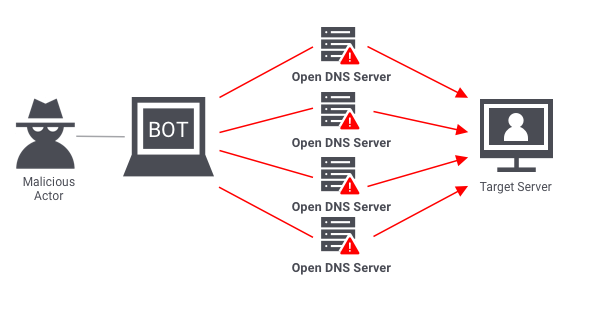 Open DNS Server
BOT
Open DNS Server
Malicious
Actor
Target Server
Open DNS Server
Open DNS Server